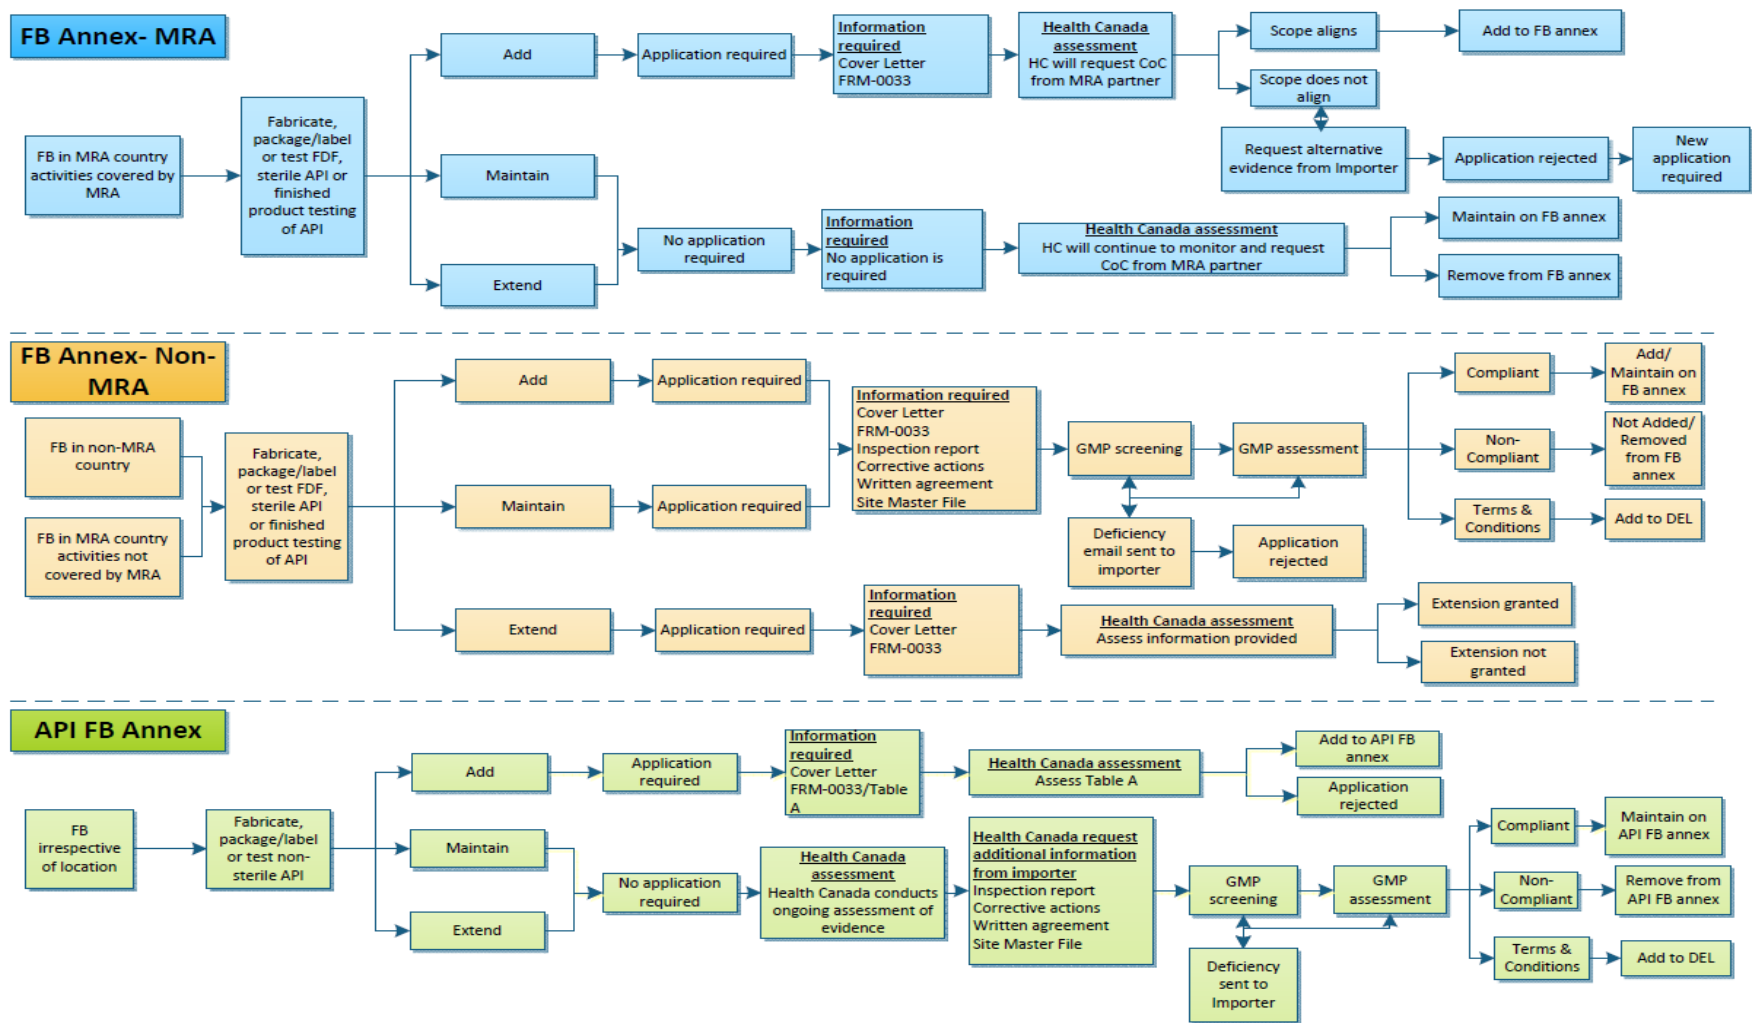 FB Annex- MRA
FB in MRA country
activities covered by
MRA
Fabricate,
package/label
or test FDF,
sterile API or
finished
product testing
of API
Add
Application required
Information
required
Cover Letter
FRM-0033
Health Canada
assessment
HC will request CoC
from MRA partner
Scope aligns
Add to FB annex
Scope does not
align
Request alternative
evidence from Importer
Application rejected
New
application
required
Maintain
Extend
No application
required
Information
required
No application is
required
Health Canada assessment
HC will continue to monitor and request
CoC from MRA partner
Maintain on FB annex
Remove from FB annex
FB Annex- Non-
MRA
FB in non-MRA
country
FB in MRA country
activities not
covered by MRA
Fabricate,
package/label
or test FDF,
sterile API
or finished
product testing
of API
Add
Application required
Maintain
Application required
Information required
Cover Letter
FRM-0033
Inspection report
Corrective actions
Written agreement
Site Master File
GMP screening
GMP assessment
Deficiency
email sent to
importer
Application
rejected
Compliant
Add/
Maintain on
FB annex
Non-
Compliant
Not Added/
Removed
from FB
annex
Terms &
Conditions
Add to DEL
Extend
Application required
Information
required
Cover Letter
FRM-0033
Health Canada assessment
Assess information provided
Extension granted
Extension not
granted
API FB Annex
FB
irrespective
of location
Fabricate,
package/label
or test non-
sterile API
Add
Application
required
Information
required
Cover Letter
FRM-0033/Table
A
Health Canada assessment
Assess Table A
Add to API FB
annex
Application
rejected
Maintain
Extend
No application
required
Health Canada
assessment
Health Canada conducts
ongoing assessment of
evidence
Health Canada request
additional information
from importer
Inspection report
Corrective actions
Written agreement
Site Master File
GMP
screening
GMP
assessment
Deficiency
sent to
Importer
Compliant
Maintain on
API FB annex
Non-
Compliant
Remove from
API FB annex
Terms &
Conditions
Add to DEL